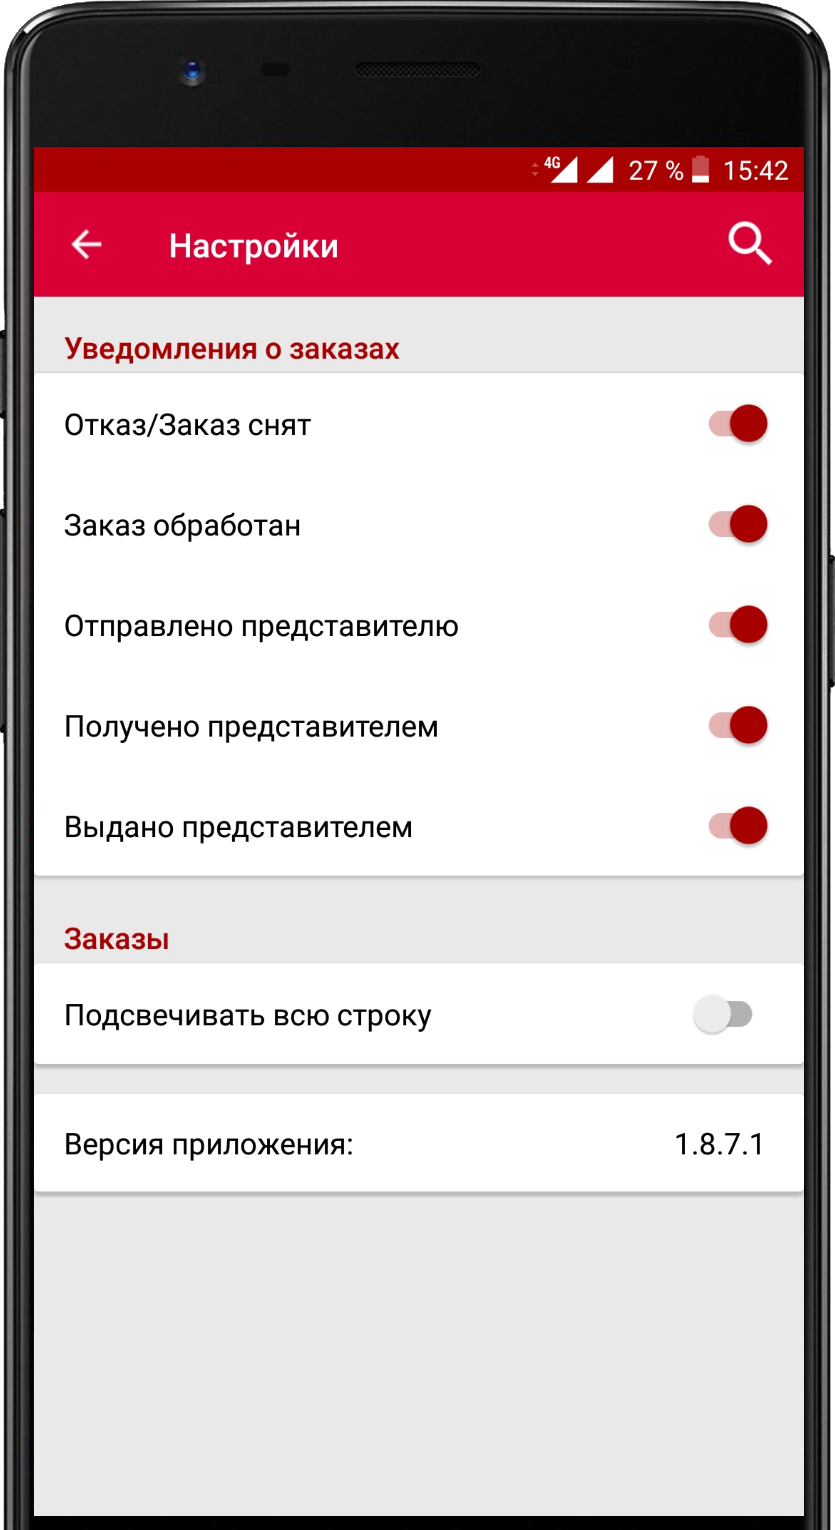 4G 27 % 15:42
Настройки
Уведомления о заказах
Отказ/Заказ снят
Заказ обработан
Отправлено представителю
Получено представителем
Выдано представителем
Заказы
Подсвечивать всю строку
Версия приложения: 1.8.7.1